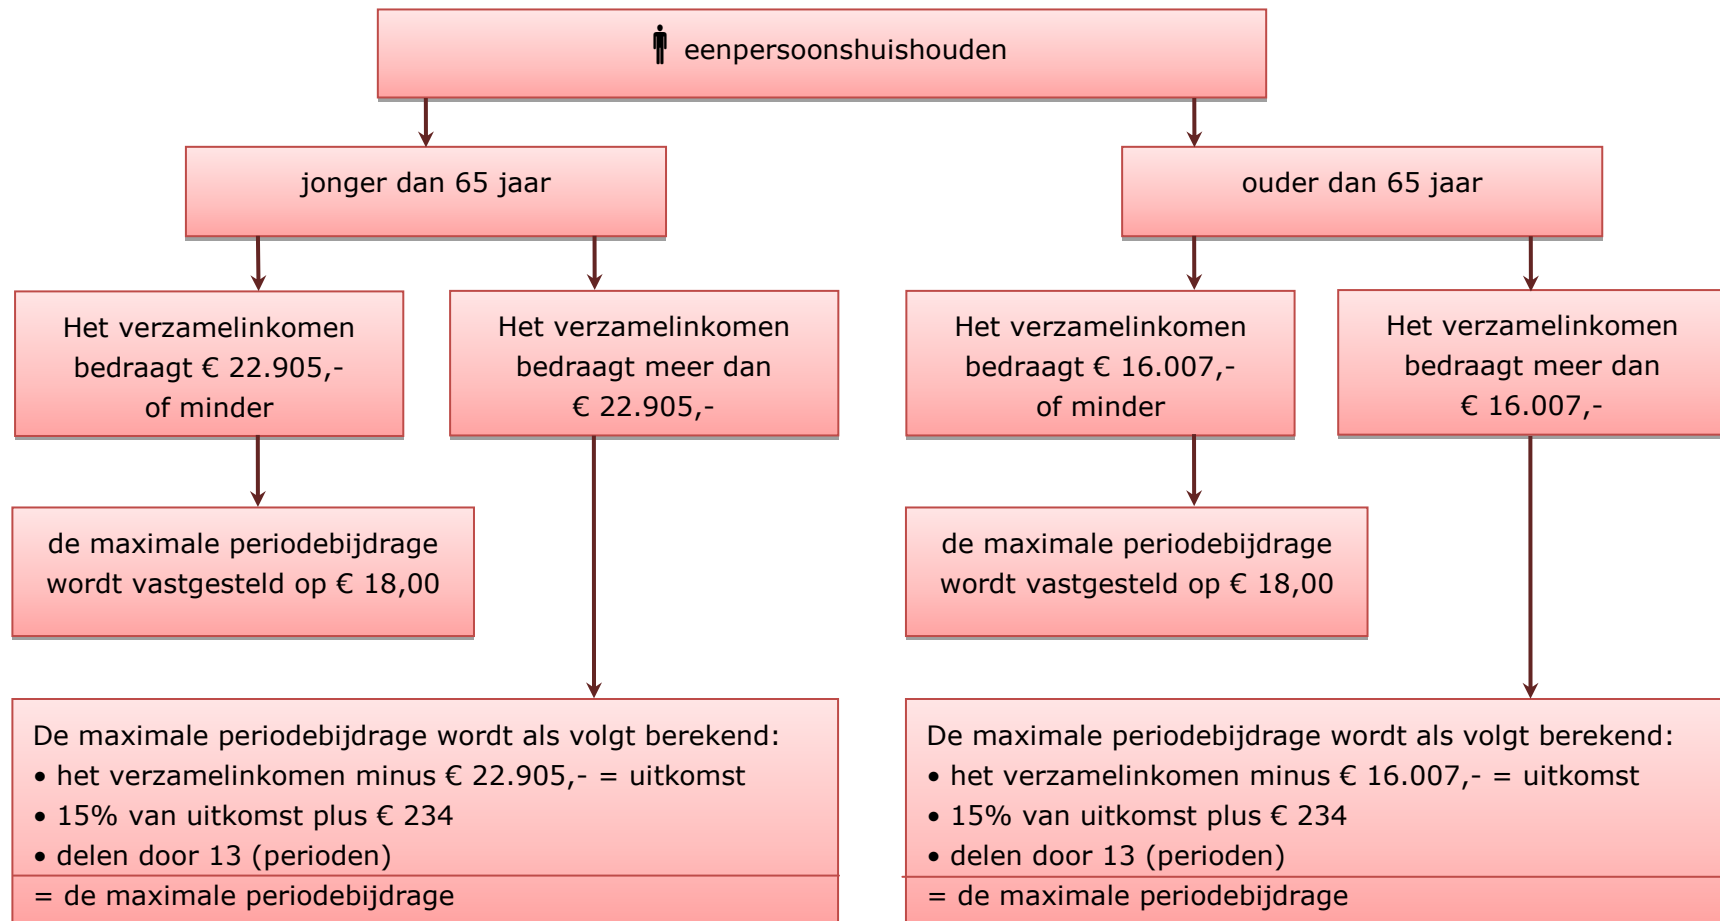 eenpersoonshuishouden
jonger dan 65 jaar
ouder dan 65 jaar
Het verzamelinkomen
bedraagt € 22.905,-
of minder
Het verzamelinkomen
bedraagt meer dan
€ 22.905,-
Het verzamelinkomen
bedraagt € 16.007,-
of minder
Het verzamelinkomen
bedraagt meer dan
€ 16.007,-
de maximale periodebijdrage
wordt vastgesteld op € 18,00
de maximale periodebijdrage
wordt vastgesteld op € 18,00
De maximale periodebijdrage wordt als volgt berekend:
• het verzamelinkomen minus € 22.905,- = uitkomst
• 15% van uitkomst plus € 234
• delen door 13 (perioden)
= de maximale periodebijdrage
De maximale periodebijdrage wordt als volgt berekend:
• het verzamelinkomen minus € 16.007,- = uitkomst
• 15% van uitkomst plus € 234
• delen door 13 (perioden)
= de maximale periodebijdrage